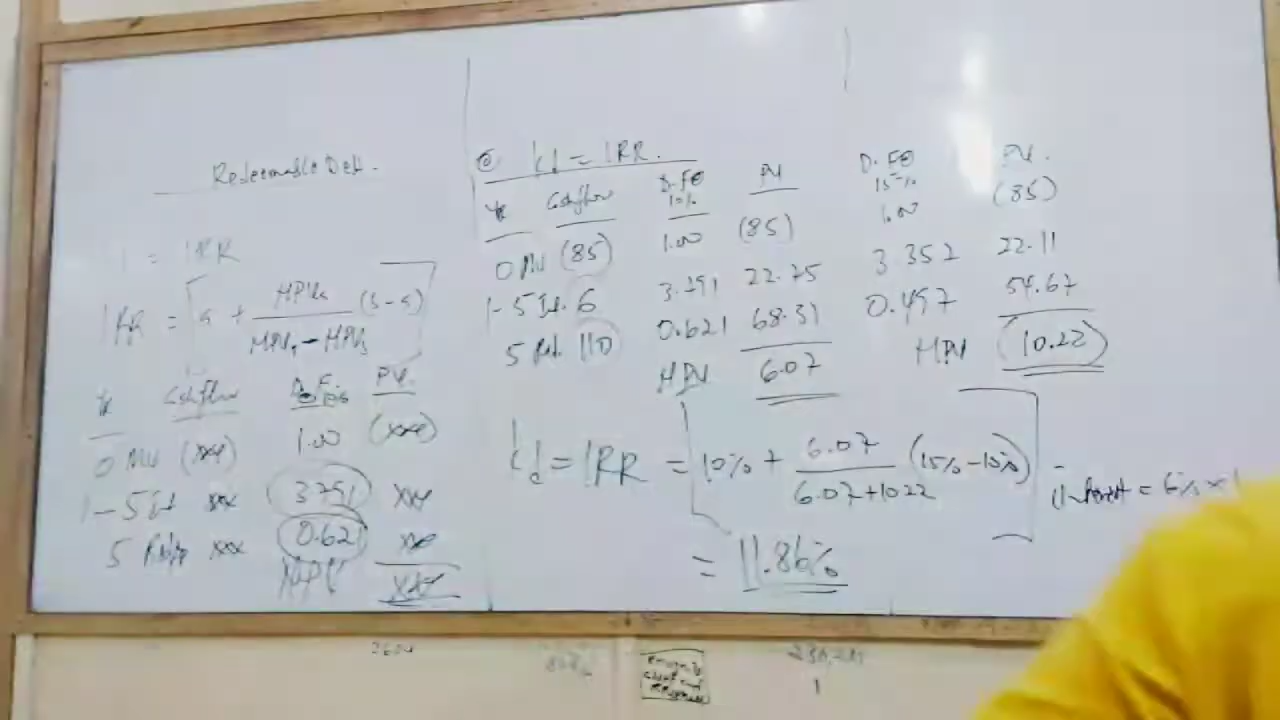 Redeemable Det.
= IRR
IRR = [a + NPVa / NPVa - NPVb (b - a)]
Yr Cashflow D.F. PV.
0 MV (xxx) 1.00 (xxx)
1-5 Int xxx 3.791 xxx
5 xxx 0.621 xxx
NPV xxx
Kd = IRR.
Yr Cashflow D.F@ 10% PV D.F@ 15% PV.
0 MV (85) 1.00 (85) 1.00 (85)
1-5 Int. 6 3.791 22.75 3.352 22.11
5 Rd. 110 0.621 68.31 0.497 54.67
NPV 6.07 NPV (10.22)
Kd = IRR = [10% + 6.07 / 6.07+10.22 (15%-10%)]
= 11.86%
(Interest = 6% x